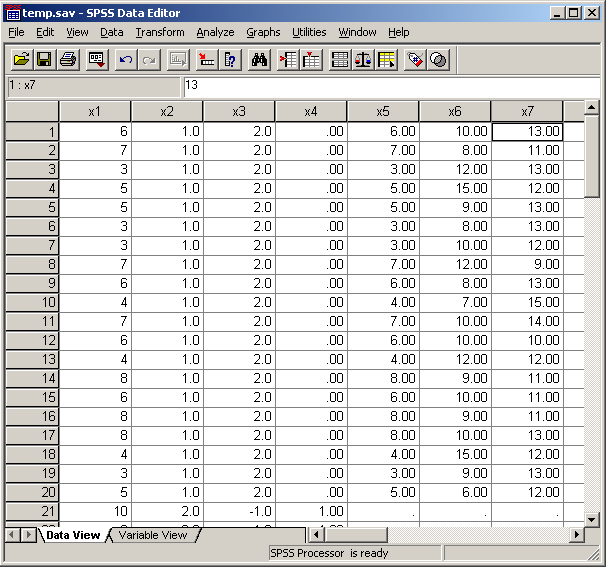 temp.sav - SPSS Data Editor
File Edit View Data Transform Analyze Graphs Utilities Window Help
1 : x7 13
x1 x2 x3 x4 x5 x6 x7
1 6 1.0 2.0 .00 6.00 10.00 13.00
2 7 1.0 2.0 .00 7.00 8.00 11.00
3 3 1.0 2.0 .00 3.00 12.00 13.00
4 5 1.0 2.0 .00 5.00 15.00 12.00
5 5 1.0 2.0 .00 5.00 9.00 13.00
6 3 1.0 2.0 .00 3.00 8.00 13.00
7 3 1.0 2.0 .00 3.00 10.00 12.00
8 7 1.0 2.0 .00 7.00 12.00 9.00
9 6 1.0 2.0 .00 6.00 8.00 13.00
10 4 1.0 2.0 .00 4.00 7.00 15.00
11 7 1.0 2.0 .00 7.00 10.00 14.00
12 6 1.0 2.0 .00 6.00 10.00 10.00
13 4 1.0 2.0 .00 4.00 12.00 12.00
14 8 1.0 2.0 .00 8.00 9.00 11.00
15 6 1.0 2.0 .00 6.00 10.00 11.00
16 8 1.0 2.0 .00 8.00 9.00 11.00
17 8 1.0 2.0 .00 8.00 10.00 13.00
18 4 1.0 2.0 .00 4.00 15.00 12.00
19 3 1.0 2.0 .00 3.00 9.00 13.00
20 5 1.0 2.0 .00 5.00 6.00 12.00
21 10 2.0 -1.0 1.00 . . .
Data View Variable View
SPSS Processor is ready